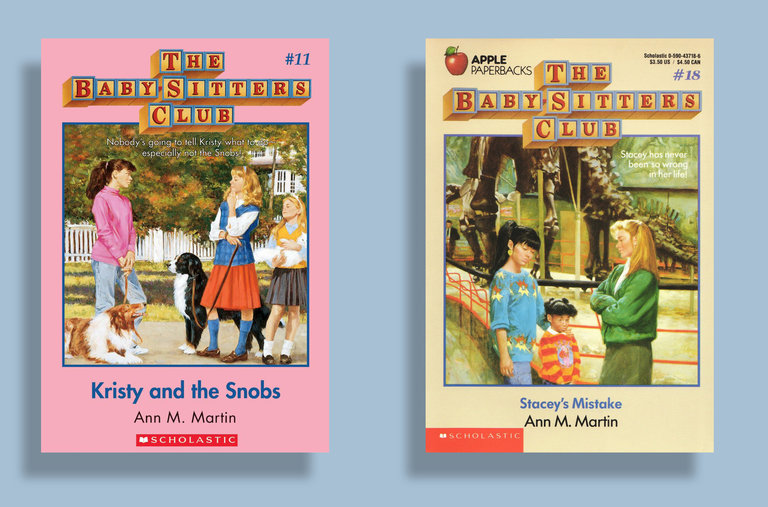 #11
THE
BABY-SITTERS
CLUB
Nobody's going to tell Kristy what to do –
especially not the Snobs!
Kristy and the Snobs
Ann M. Martin
SCHOLASTIC
APPLE
PAPERBACKS
Scholastic 0-590-43718-6
$3.50 US / $4.50 CAN
#18
THE
BABY-SITTERS
CLUB
Stacey has never
been so wrong
in her life!
Stacey's Mistake
Ann M. Martin
SCHOLASTIC